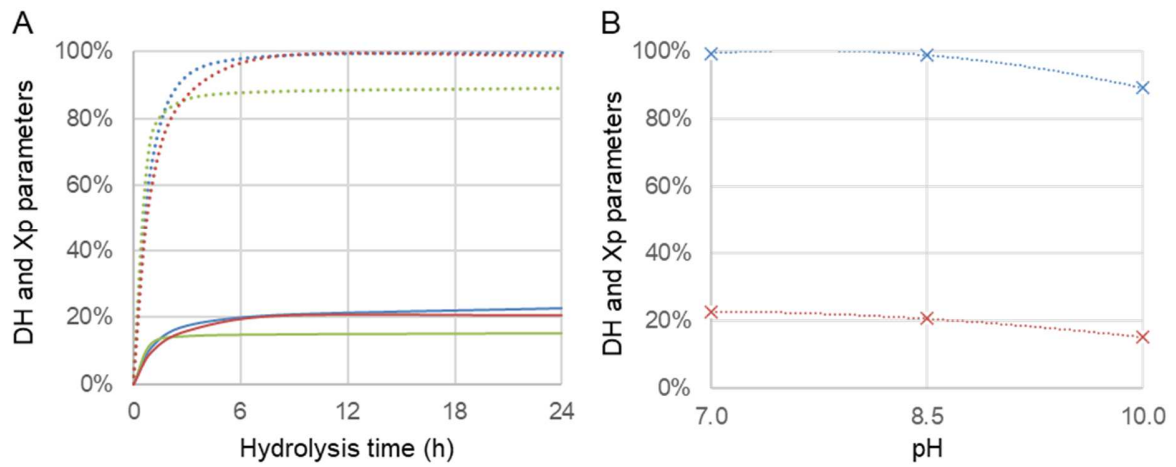 A
DH and Xp parameters
100%
80%
60%
40%
20%
0%
0 6 12 18 24
Hydrolysis time (h)
B
DH and Xp parameters
100%
80%
60%
40%
20%
0%
7.0 8.5 10.0
pH